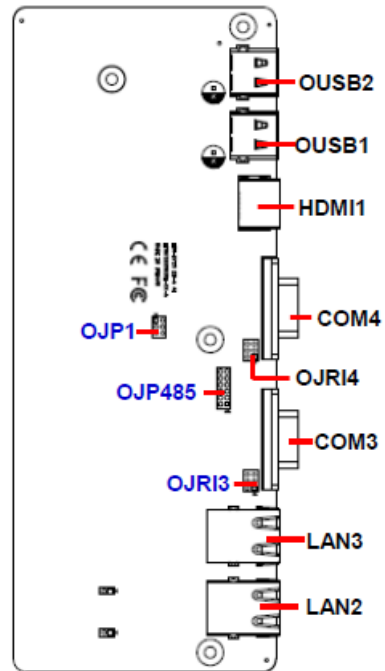 OUSB2
OUSB1
HDMI1
COM4
OJP1
OJRI4
OJP485
COM3
OJRI3
LAN3
LAN2